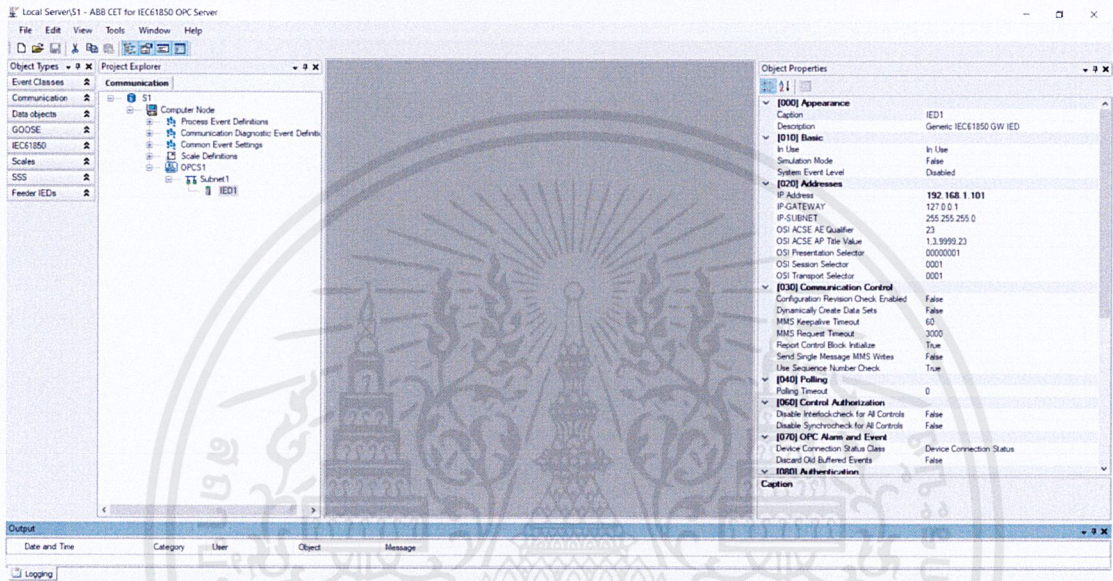 Local Server\S1 - ABB CET for IEC61850 OPC Server
File Edit View Tools Window Help
Object Types
Event Classes
Communication
Data objects
GOOSE
IEC61850
Scales
SSS
Feeder IEDs
Project Explorer
Communication
S1
Computer Node
Process Event Definitions
Communication Diagnostic Event Definiti
Common Event Settings
Scale Definitions
OPCS1
Subnet1
IED1
Object Properties
[000] Appearance
Caption IED1
Description Generic IEC61850 GW IED
[010] Basic
In Use In Use
Simulation Mode False
System Event Level Disabled
[020] Addresses
IP Address 192.168.1.101
IP-GATEWAY 127.0.0.1
IP-SUBNET 255.255.255.0
OSI ACSE AE Qualifier 23
OSI ACSE AP Title Value 1,3,9999,23
OSI Presentation Selector 00000001
OSI Session Selector 0001
OSI Transport Selector 0001
[030] Communication Control
Configuration Revision Check Enabled False
Dynamically Create Data Sets False
MMS Keepalive Timeout 60
MMS Request Timeout 3000
Report Control Block Initialize True
Send Single Message MMS Writes False
Use Sequence Number Check True
[040] Polling
Polling Timeout 0
[060] Control Authorization
Disable Interlockcheck for All Controls False
Disable Synchrocheck for All Controls False
[070] OPC Alarm and Event
Device Connection Status Class Device Connection Status
Discard Old Buffered Events False
[080] Authentication
Caption
Output
Date and Time Category User Object Message
Logging